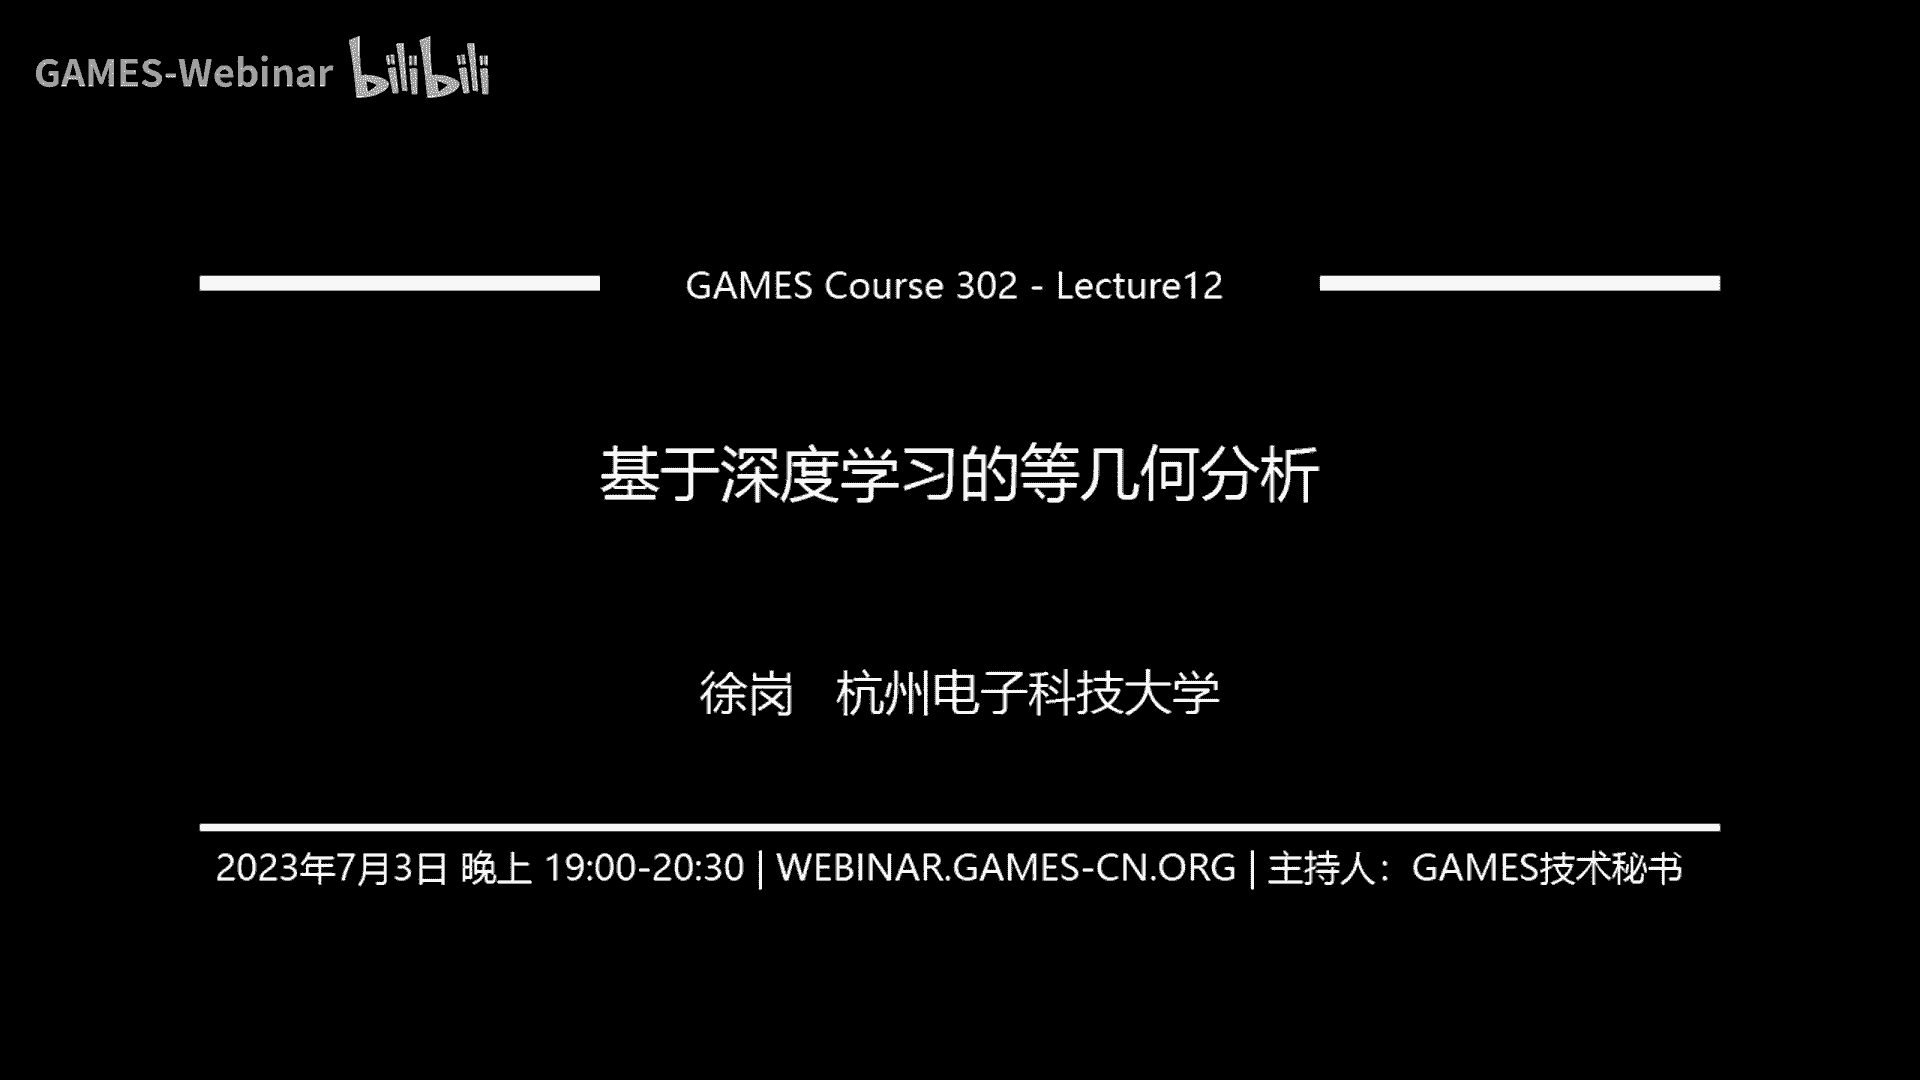 GAMES-Webinar bilibili
GAMES Course 302 - Lecture12
基于深度学习的等几何分析
徐岗 杭州电子科技大学
2023年7月3日 晚上 19:00-20:30 | WEBINAR.GAMES-CN.ORG | 主持人：GAMES技术秘书